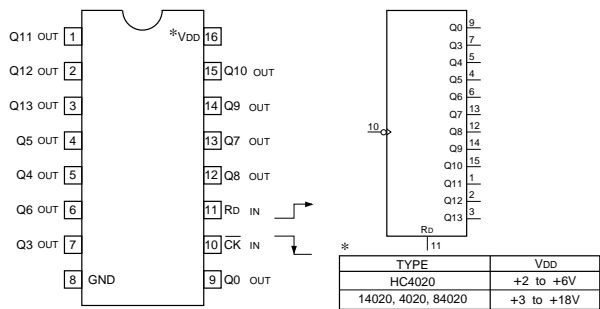 Q11 OUT 1
Q12 OUT 2
Q13 OUT 3
Q5 OUT 4
Q4 OUT 5
Q6 OUT 6
Q3 OUT 7
8 GND
*VDD 16
15 Q10 OUT
14 Q9 OUT
13 Q7 OUT
12 Q8 OUT
11 RD IN
10 CK IN
9 Q0 OUT
10
Q0 9
Q3 7
Q4 5
Q5 4
Q6 6
Q7 13
Q8 12
Q9 14
Q10 15
Q11 1
Q12 2
Q13 3
RD
11
*
TYPE VDD
HC4020 +2 to +6V
14020, 4020, 84020 +3 to +18V